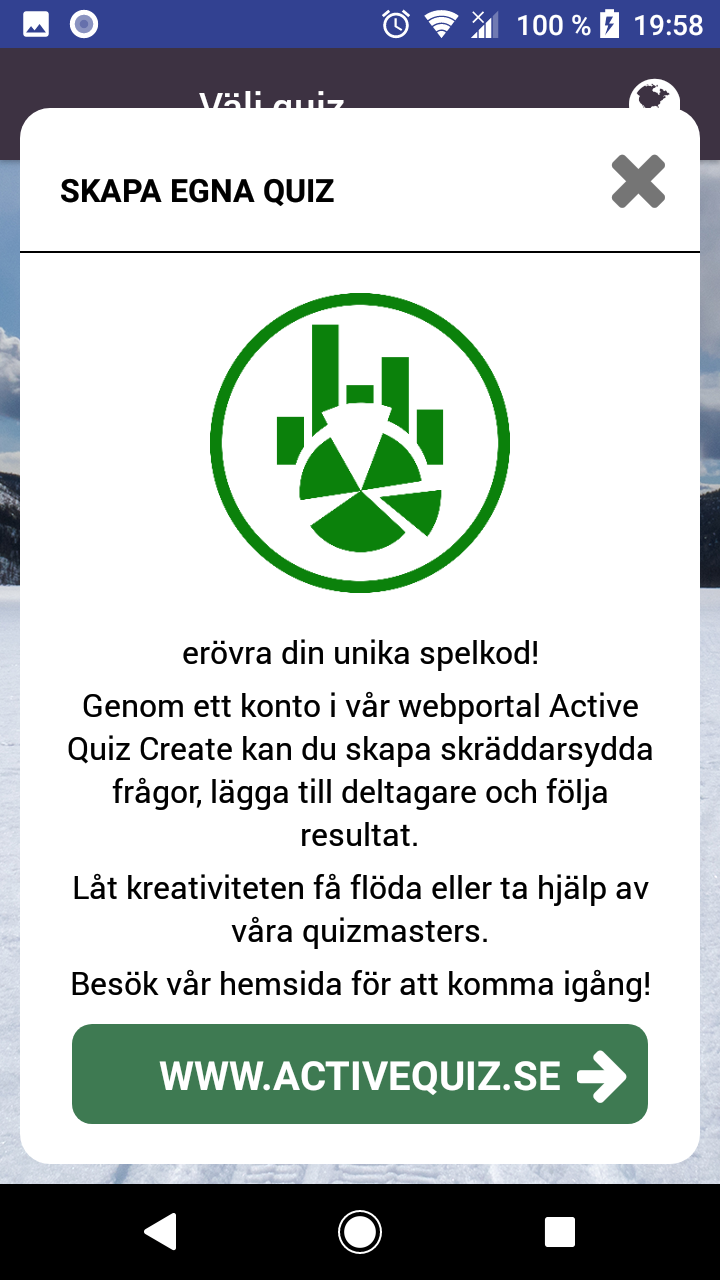 100 % 19:58
Välj quiz
SKAPA EGNA QUIZ
erövra din unika spelkod!
Genom ett konto i vår webportal Active
Quiz Create kan du skapa skräddarsydda
frågor, lägga till deltagare och följa
resultat.
Låt kreativiteten få flöda eller ta hjälp av
våra quizmasters.
Besök vår hemsida för att komma igång!
WWW.ACTIVEQUIZ.SE